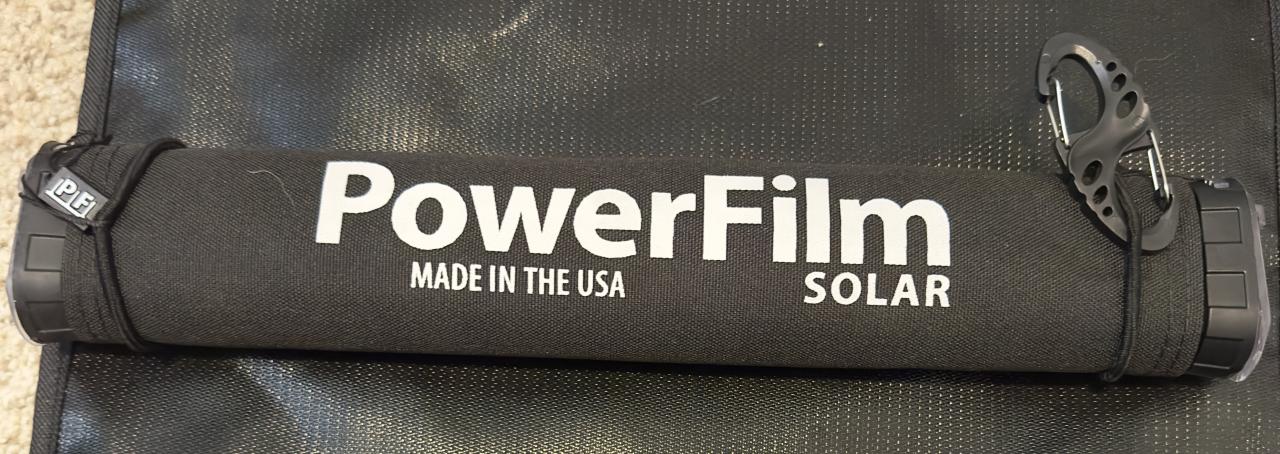 PF
PowerFilm
MADE IN THE USA
SOLAR